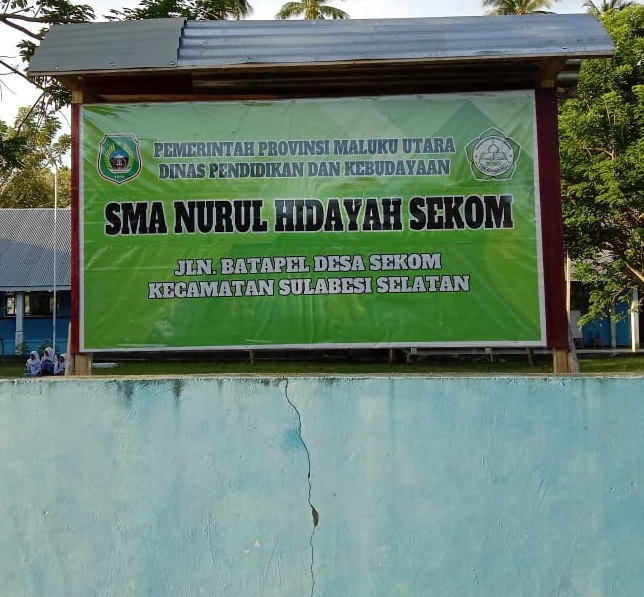 PEMERINTAH PROVINSI MALUKU UTARA
DINAS PENDIDIKAN DAN KEBUDAYAAN
SMA NURUL HIDAYAH SEKOM
JLN. BATAPEL DESA SEKOM
KECAMATAN SULABESI SELATAN